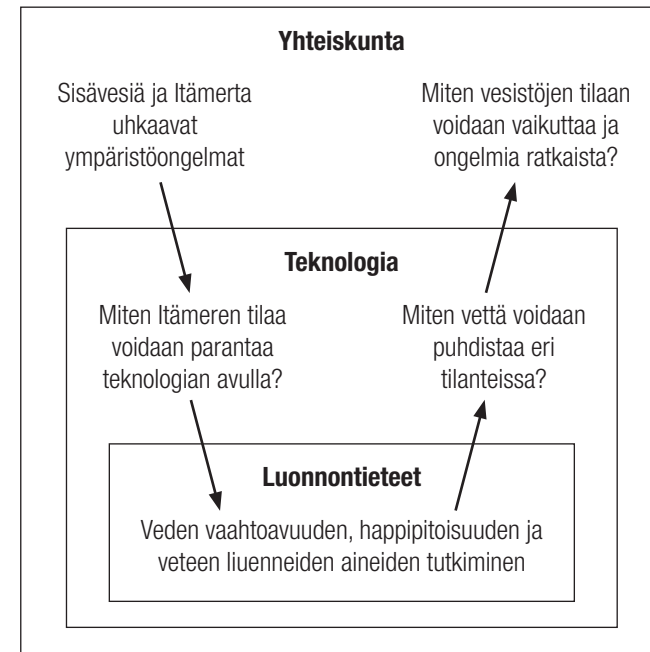 Yhteiskunta
Sisävesiä ja Itämerta
uhkaavat
ympäristöongelmat
Miten vesistöjen tilaan
voidaan vaikuttaa ja
ongelmia ratkaista?
Teknologia
Miten Itämeren tilaa
voidaan parantaa
teknologian avulla?
Miten vettä voidaan
puhdistaa eri
tilanteissa?
Luonnontieteet
Veden vaahtoavuuden, happipitoisuuden ja
veteen liuenneiden aineiden tutkiminen